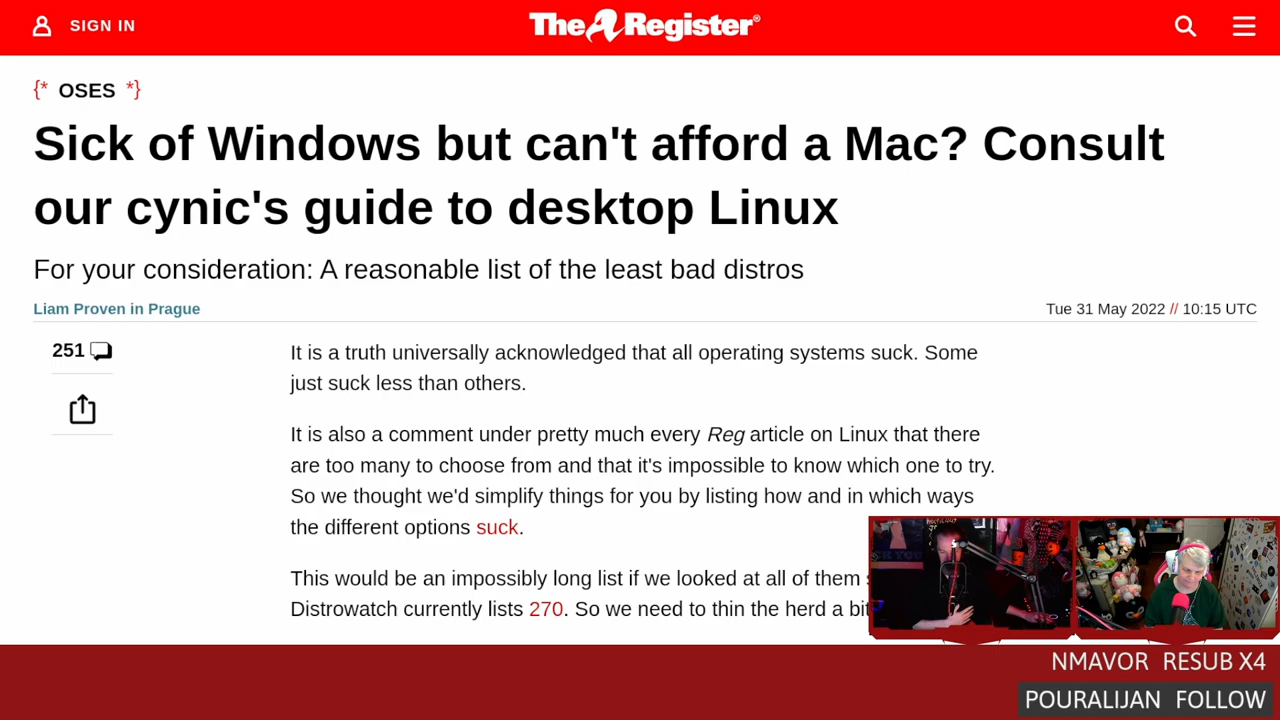 SIGN IN
The Register
{* OSES *}
Sick of Windows but can't afford a Mac? Consult
our cynic's guide to desktop Linux
For your consideration: A reasonable list of the least bad distros
Liam Proven in Prague
Tue 31 May 2022 // 10:15 UTC
251
It is a truth universally acknowledged that all operating systems suck. Some
just suck less than others.
It is also a comment under pretty much every Reg article on Linux that there
are too many to choose from and that it's impossible to know which one to try.
So we thought we'd simplify things for you by listing how and in which ways
the different options suck.
This would be an impossibly long list if we looked at all of them
Distrowatch currently lists 270. So we need to thin the herd a bit
NMAVOR RESUB X4
POURALIJAN FOLLOW